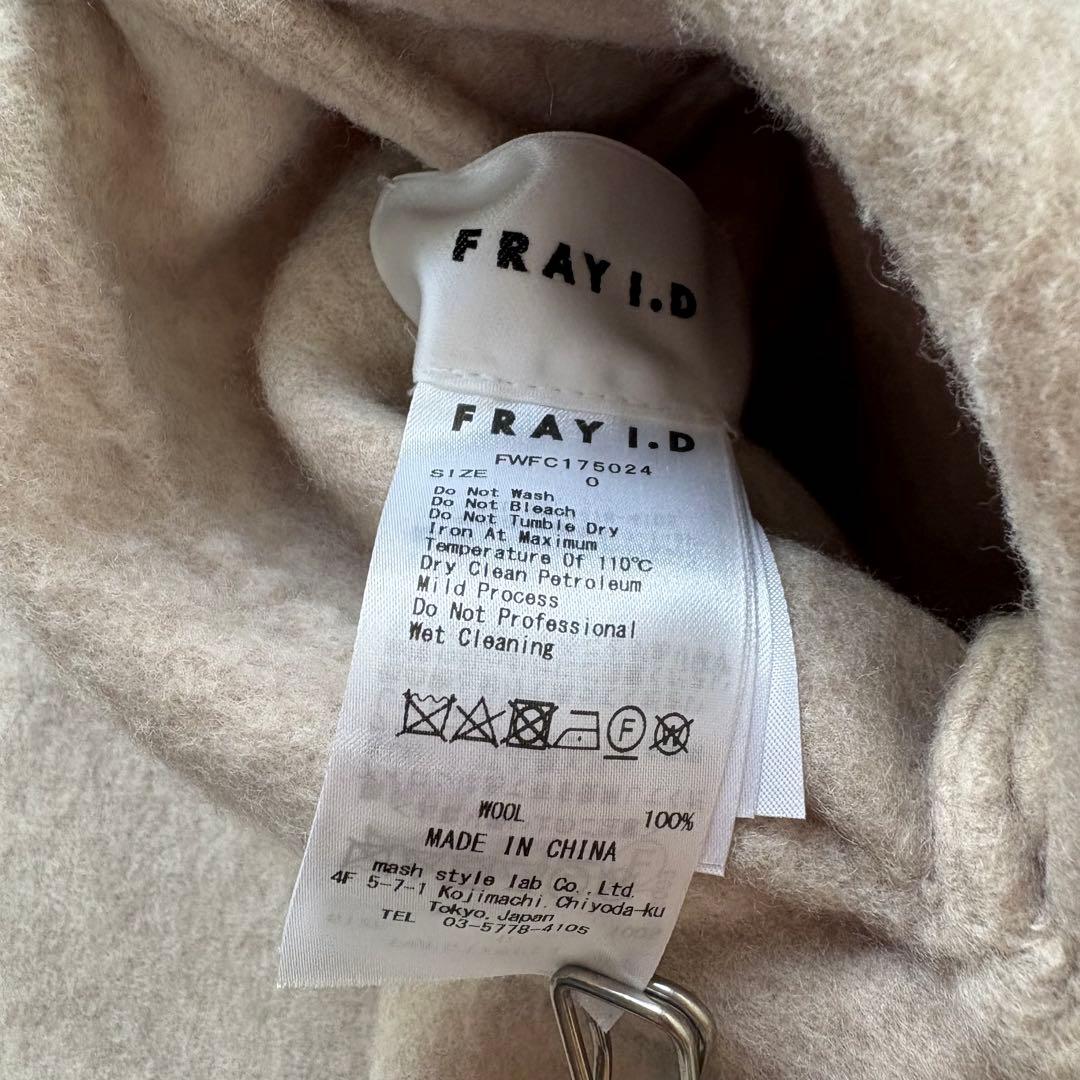 FRAY I.D
FRAY I.D
FWFC175024
SIZE 0
Do Not Wash
Do Not Bleach
Do Not Tumble Dry
Iron At Maximum
Temperature Of 110℃
Dry Clean Petroleum
Mild Process
Do Not Professional
Wet Cleaning
F W
WOOL 100%
MADE IN CHINA
mash style lab Co.,Ltd.
4F 5-7-1 Kojimachi, Chiyoda-ku
Tokyo, Japan
TEL 03-5778-4105